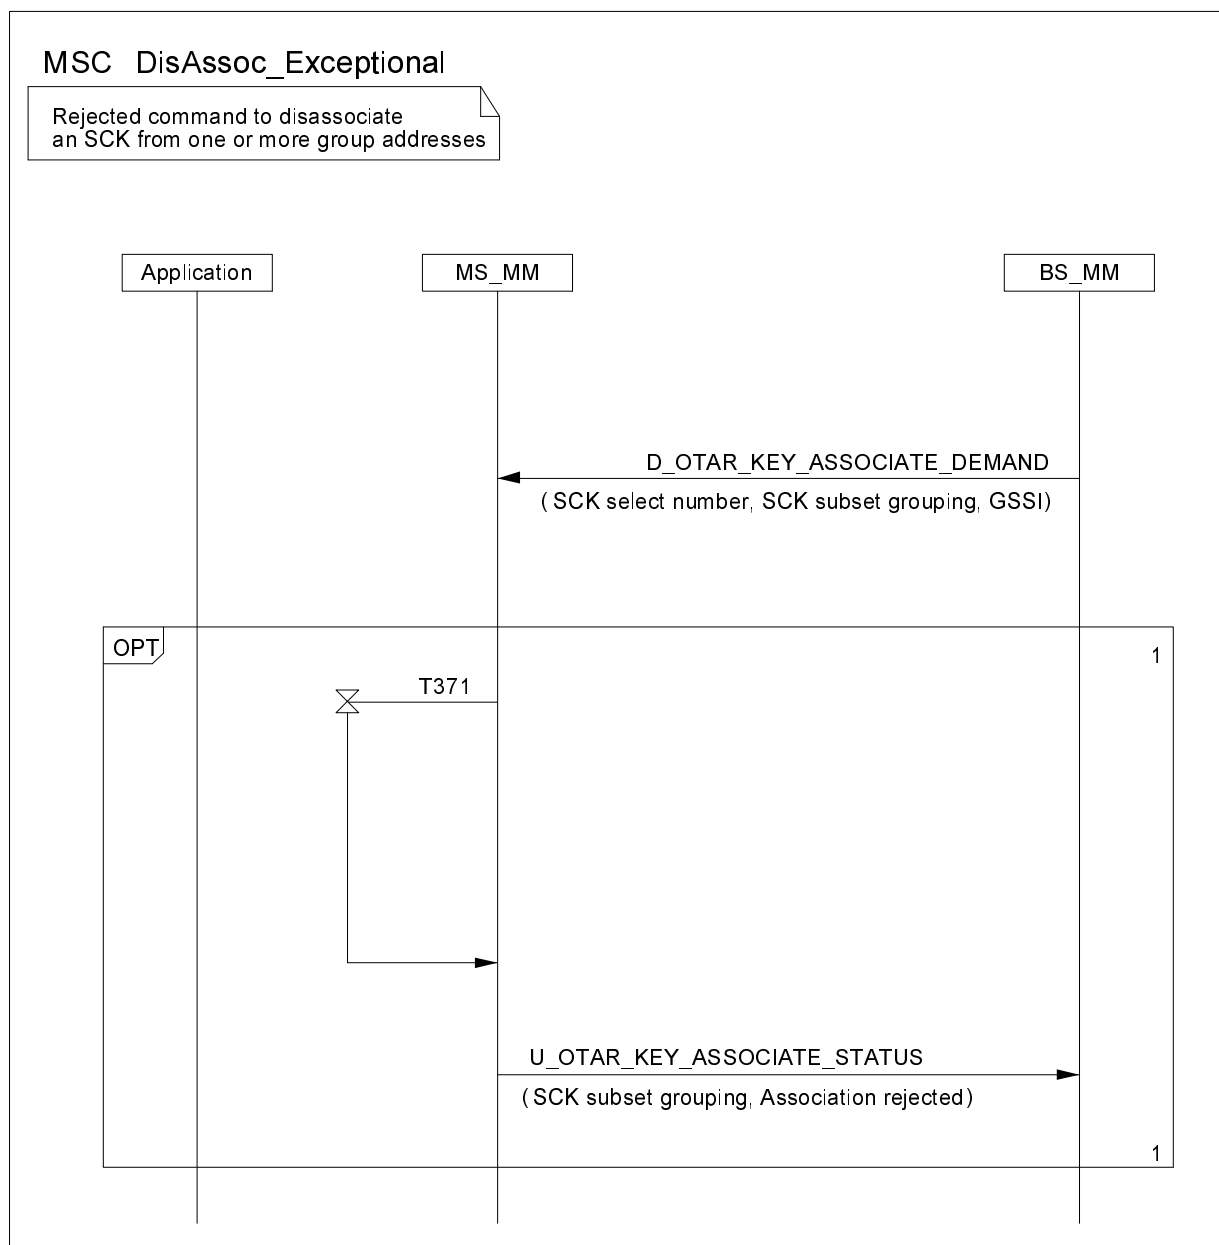 MSC DisAssoc_Exceptional
Rejected command to disassociate
an SCK from one or more group addresses
Application
MS_MM
BS_MM
D_OTAR_KEY_ASSOCIATE_DEMAND
(SCK select number, SCK subset grouping, GSSI)
OPT
1
T371
U_OTAR_KEY_ASSOCIATE_STATUS
(SCK subset grouping, Association rejected)
1